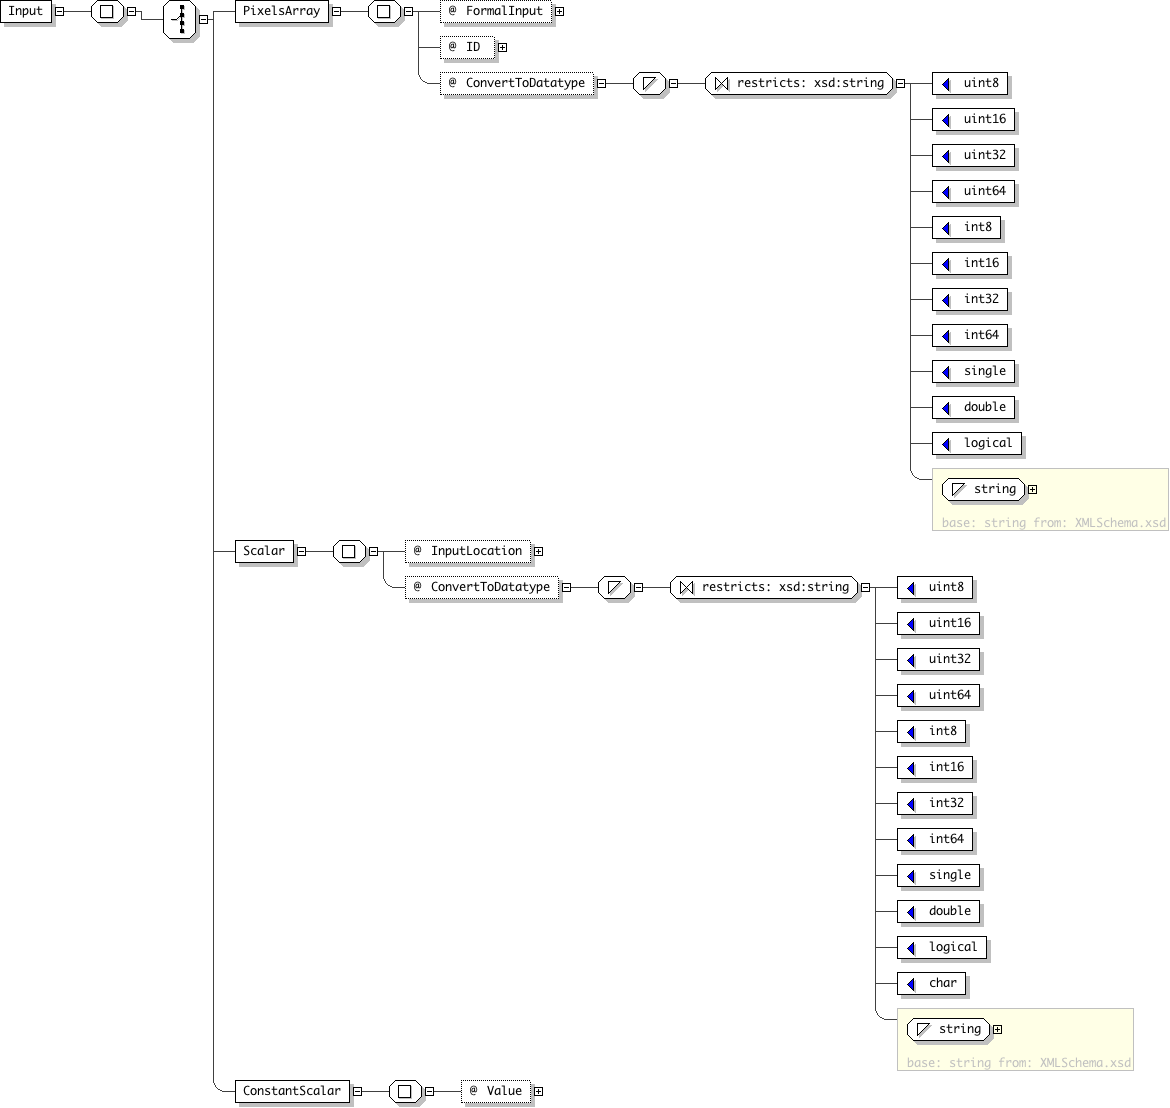 Input
PixelsArray
@ FormalInput
@ ID
@ ConvertToDatatype
restricts: xsd:string
uint8
uint16
uint32
uint64
int8
int16
int32
int64
single
double
logical
string
base: string from: XMLSchema.xsd
Scalar
@ InputLocation
@ ConvertToDatatype
restricts: xsd:string
uint8
uint16
uint32
uint64
int8
int16
int32
int64
single
double
logical
char
string
base: string from: XMLSchema.xsd
ConstantScalar
@ Value